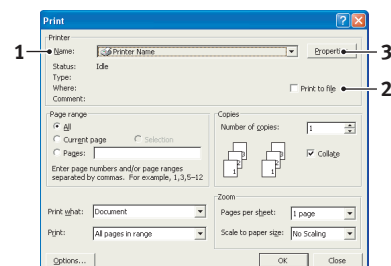 Print
Printer
1 Name: Printer Name Properti 3
Status: Idle
Type:
Where: Print to file 2
Comment:
Page range
All
Current page Selection
Pages:
Enter page numbers and/or page ranges
separated by commas. For example, 1,3,5–12
Copies
Number of copies: 1
Collate
Print what: Document
Print: All pages in range
Zoom
Pages per sheet: 1 page
Scale to paper size: No Scaling
Options... OK Close